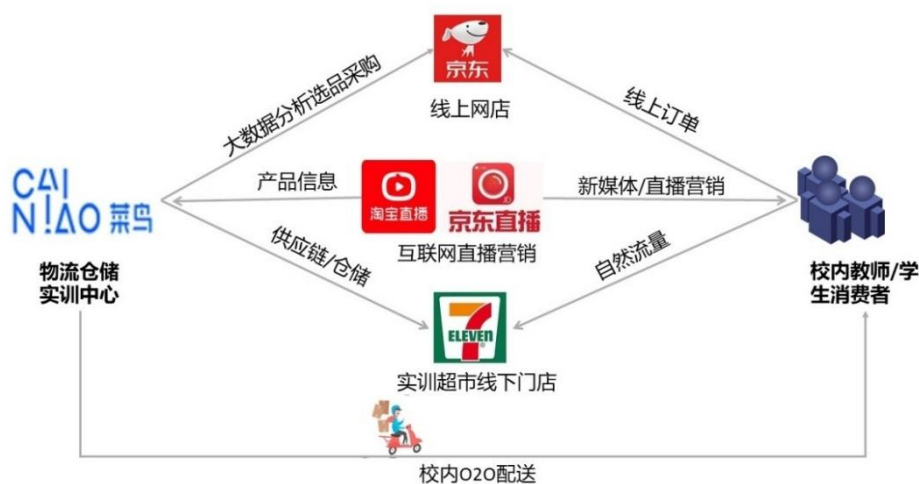 京东
线上网店
大数据分析选品采购
线上订单
产品信息
淘宝直播
京东直播
新媒体/直播营销
CAI
NIAO 菜鸟
互联网直播营销
供应链/仓储
自然流量
物流仓储
实训中心
校内教师/学
生消费者
7
ELEVEN
实训超市线下门店
校内O2O配送